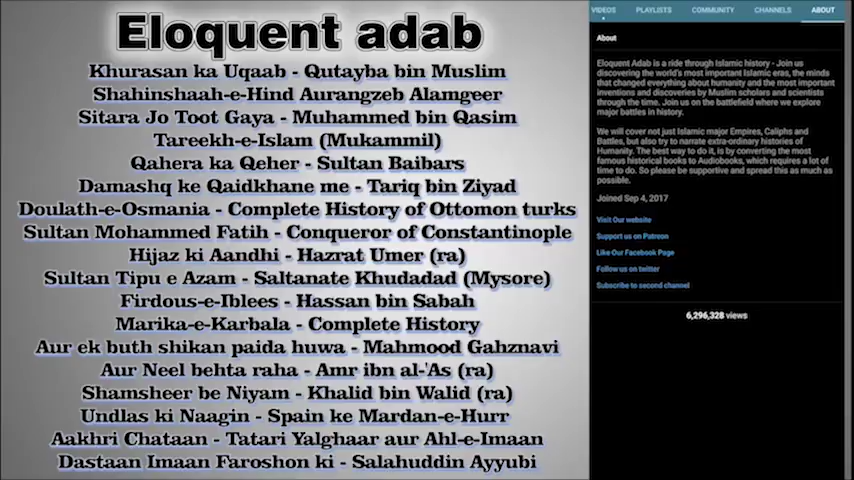 Eloquent adab
Khurasan ka Uqaab - Qutayba bin Muslim
Shahinshaah-e-Hind Aurangzeb Alamgeer
Sitara Jo Toot Gaya - Muhammed bin Qasim
Tareekh-e-Islam (Mukammil)
Qahera ka Qeher - Sultan Baibars
Damashq ke Qaidkhane me - Tariq bin Ziyad
Doulath-e-Osmania - Complete History of Ottomon turks
Sultan Mohammed Fatih - Conqueror of Constantinople
Hijaz ki Aandhi - Hazrat Umer (ra)
Sultan Tipu e Azam - Saltanate Khudadad (Mysore)
Firdous-e-Iblees - Hassan bin Sabah
Marika-e-Karbala - Complete History
Aur ek buth shikan paida huwa - Mahmood Gahznavi
Aur Neel behta raha - Amr ibn al-'As (ra)
Shamsheer be Niyam - Khalid bin Walid (ra)
Undlas ki Naagin - Spain ke Mardan-e-Hurr
Aakhri Chataan - Tatari Yalghaar aur Ahl-e-Imaan
Dastaan Imaan Faroshon ki - Salahuddin Ayyubi
VIDEOS PLAYLISTS COMMUNITY CHANNELS ABOUT
About
Eloquent Adab is a ride through Islamic history - Join us
discovering the world's most important Islamic eras, the minds
that changed everything about humanity and the most important
inventions and discoveries by Muslim scholars and scientists
through the time. Join us on the battlefield where we explore
major battles in history.
We will cover not just Islamic major Empires, Caliphs and
Battles, but also try to narrate extra-ordinary histories of
Humanity. The best way to do it, is by converting the most
famous historical books to Audiobooks, which requires a lot of
time to do. So please be supportive and spread this as much as
possible.
Joined Sep 4, 2017
Visit Our website
Support us on Patreon
Like Our Facebook Page
Follow us on twitter
Subscribe to second channel
6,296,328 views